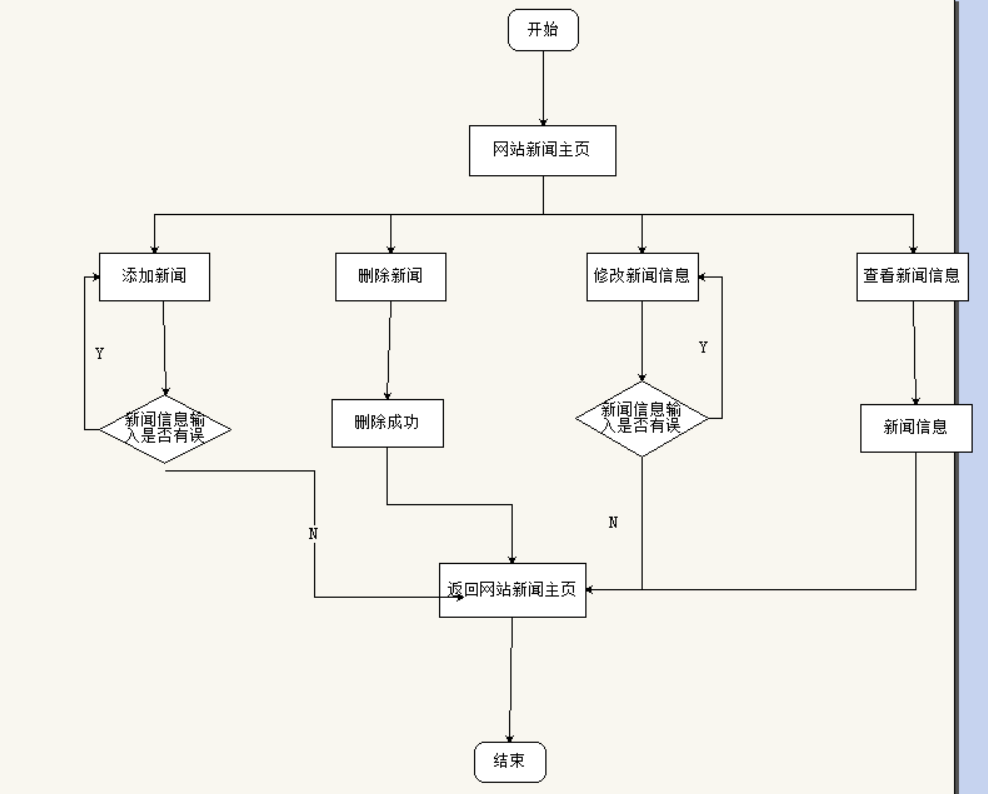 开始
网站新闻主页
添加新闻
删除新闻
修改新闻信息
查看新闻信息
Y
Y
新闻信息输
入是否有误
删除成功
新闻信息输
入是否有误
新闻信息
N
N
返回网站新闻主页
结束